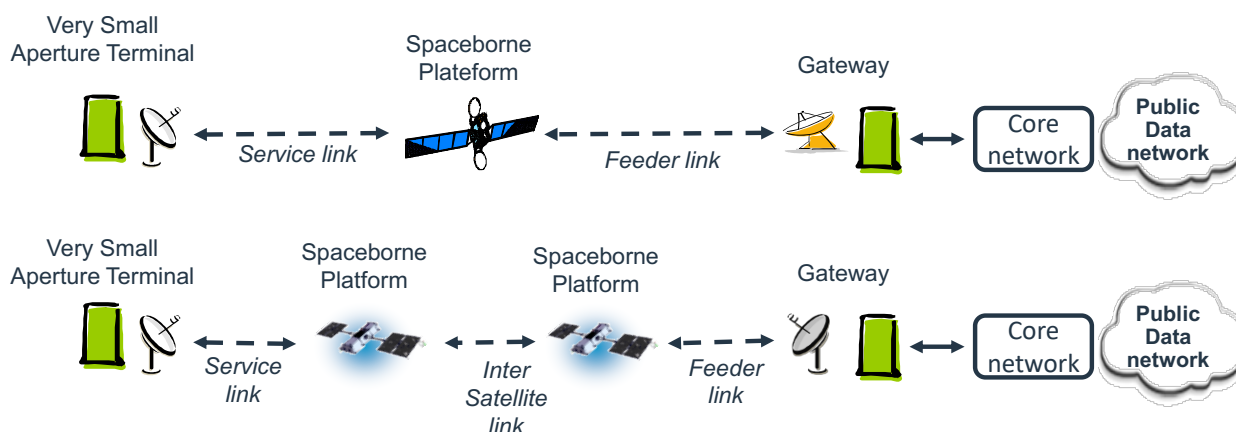 Very Small
Aperture Terminal
Spaceborne
Plateform
Gateway
Service link
Feeder link
Core
network
Public
Data
network
Very Small
Aperture Terminal
Spaceborne
Platform
Spaceborne
Platform
Gateway
Service
link
Inter
Satellite
link
Feeder
link
Core
network
Public
Data
network